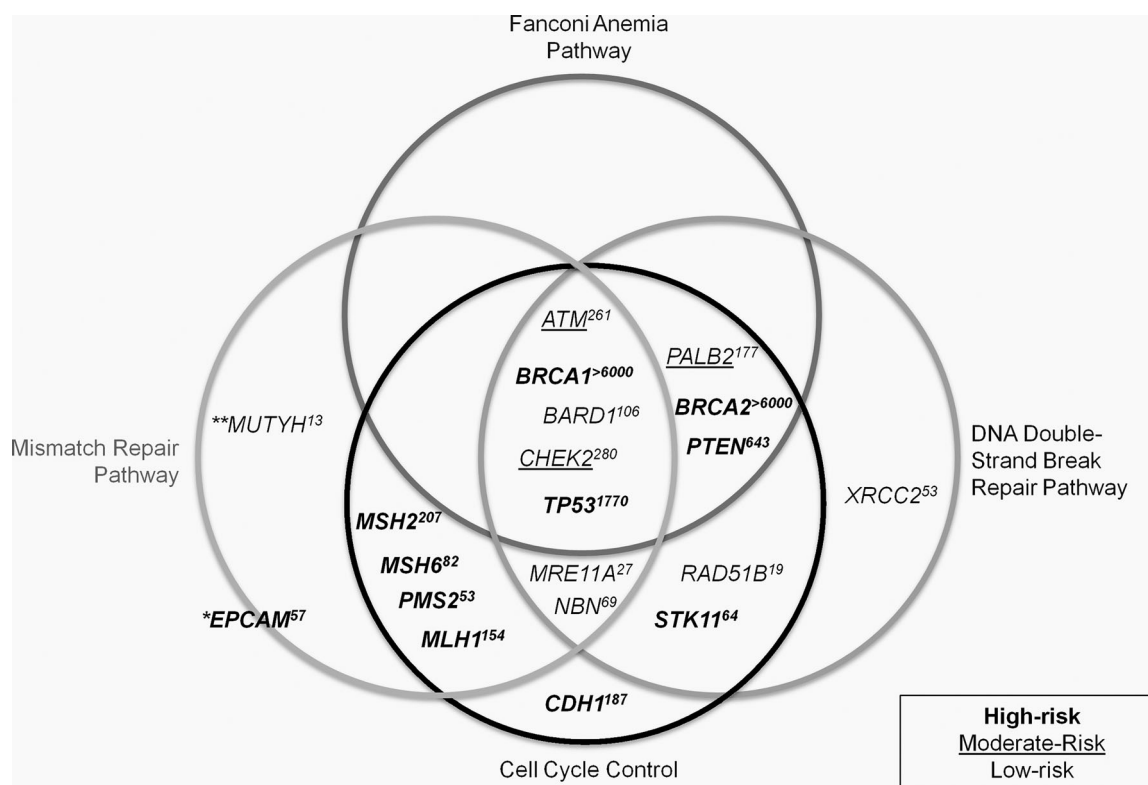 Fanconi Anemia
Pathway
ATM261
PALB2177
BRCA1>6000
BRCA2>6000
BARD1106
**MUTYH13
Mismatch Repair
Pathway
PTEN643
DNA Double-
Strand Break
Repair Pathway
CHEK2280
XRCC253
TP531770
MSH2207
MSH682
MRE11A27
RAD51B19
PMS253
NBN69
*EPCAM57
STK1164
MLH1154
CDH1187
Cell Cycle Control
High-risk
Moderate-Risk
Low-risk